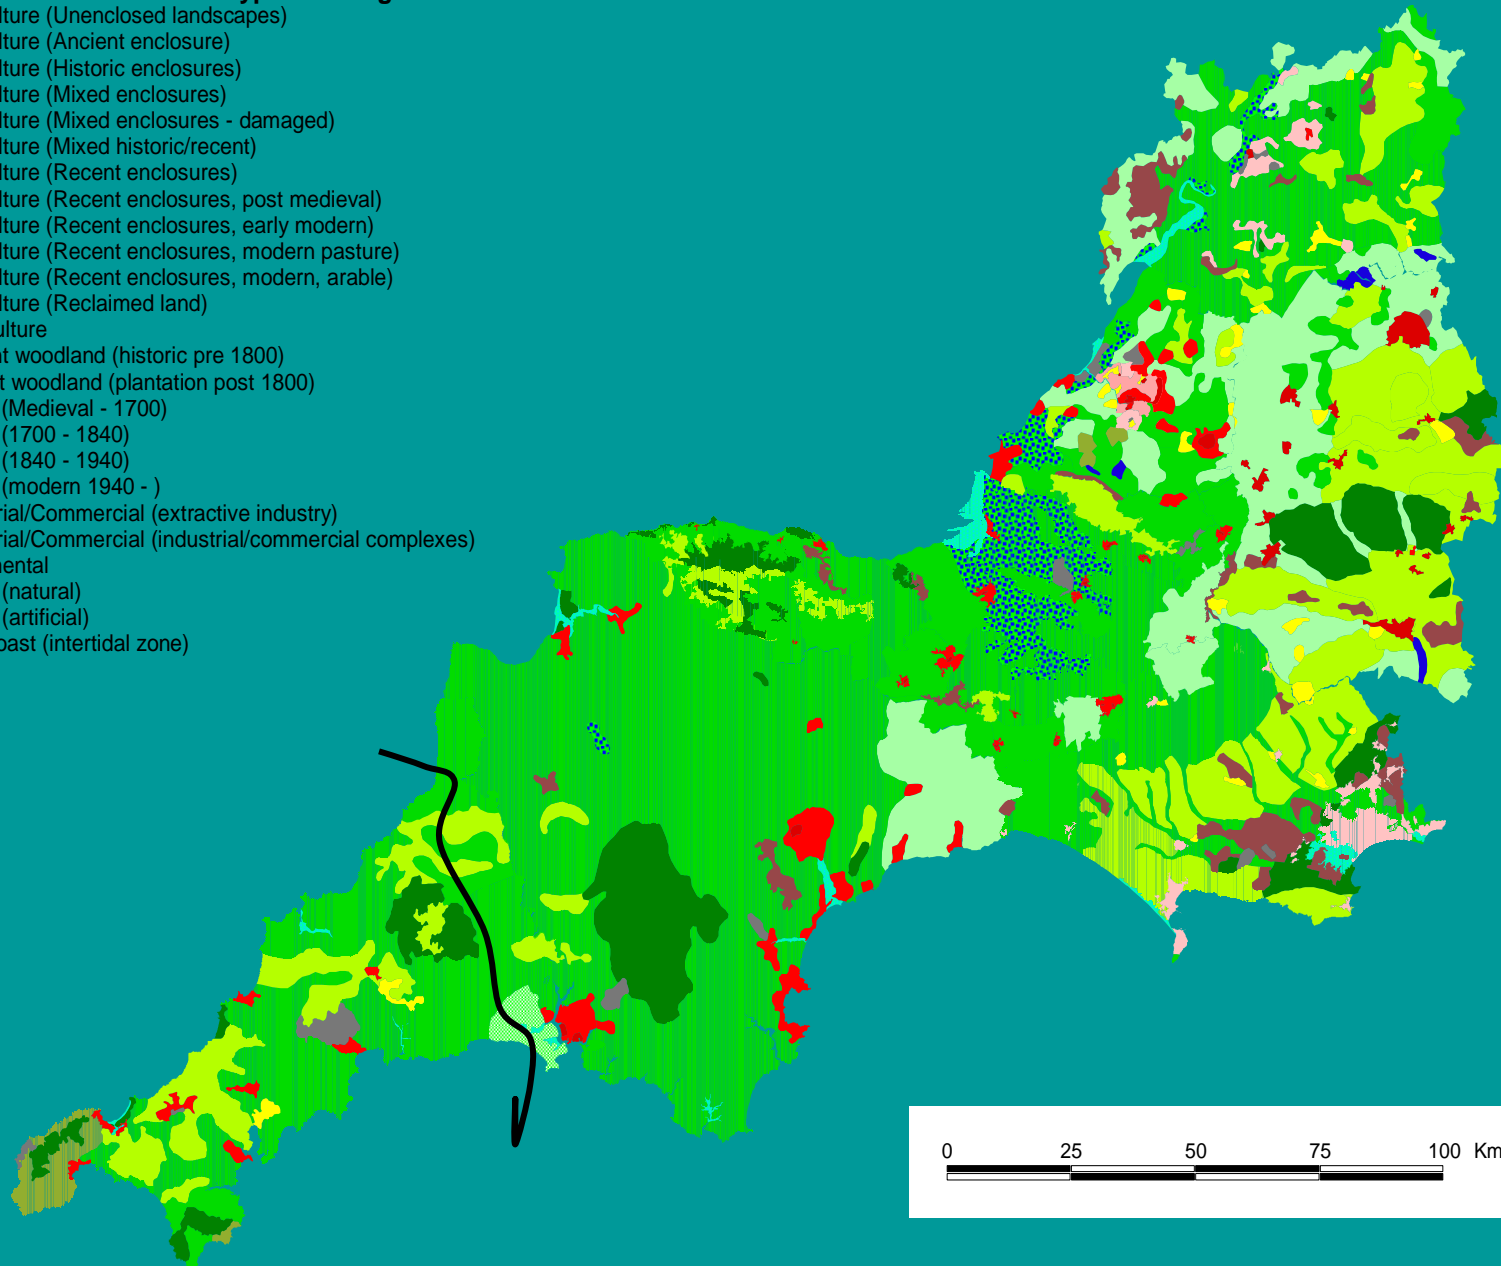 lture (Unenclosed landscapes)
lture (Ancient enclosure)
lture (Historic enclosures)
lture (Mixed enclosures)
lture (Mixed enclosures - damaged)
lture (Mixed historic/recent)
lture (Recent enclosures)
lture (Recent enclosures, post medieval)
lture (Recent enclosures, early modern)
lture (Recent enclosures, modern pasture)
lture (Recent enclosures, modern, arable)
lture (Reclaimed land)
ulture
nt woodland (historic pre 1800)
t woodland (plantation post 1800)
(Medieval - 1700)
(1700 - 1840)
(1840 - 1940)
(modern 1940 - )
rial/Commercial (extractive industry)
rial/Commercial (industrial/commercial complexes)
mental
(natural)
(artificial)
oast (intertidal zone)
0 25 50 75 100 Km